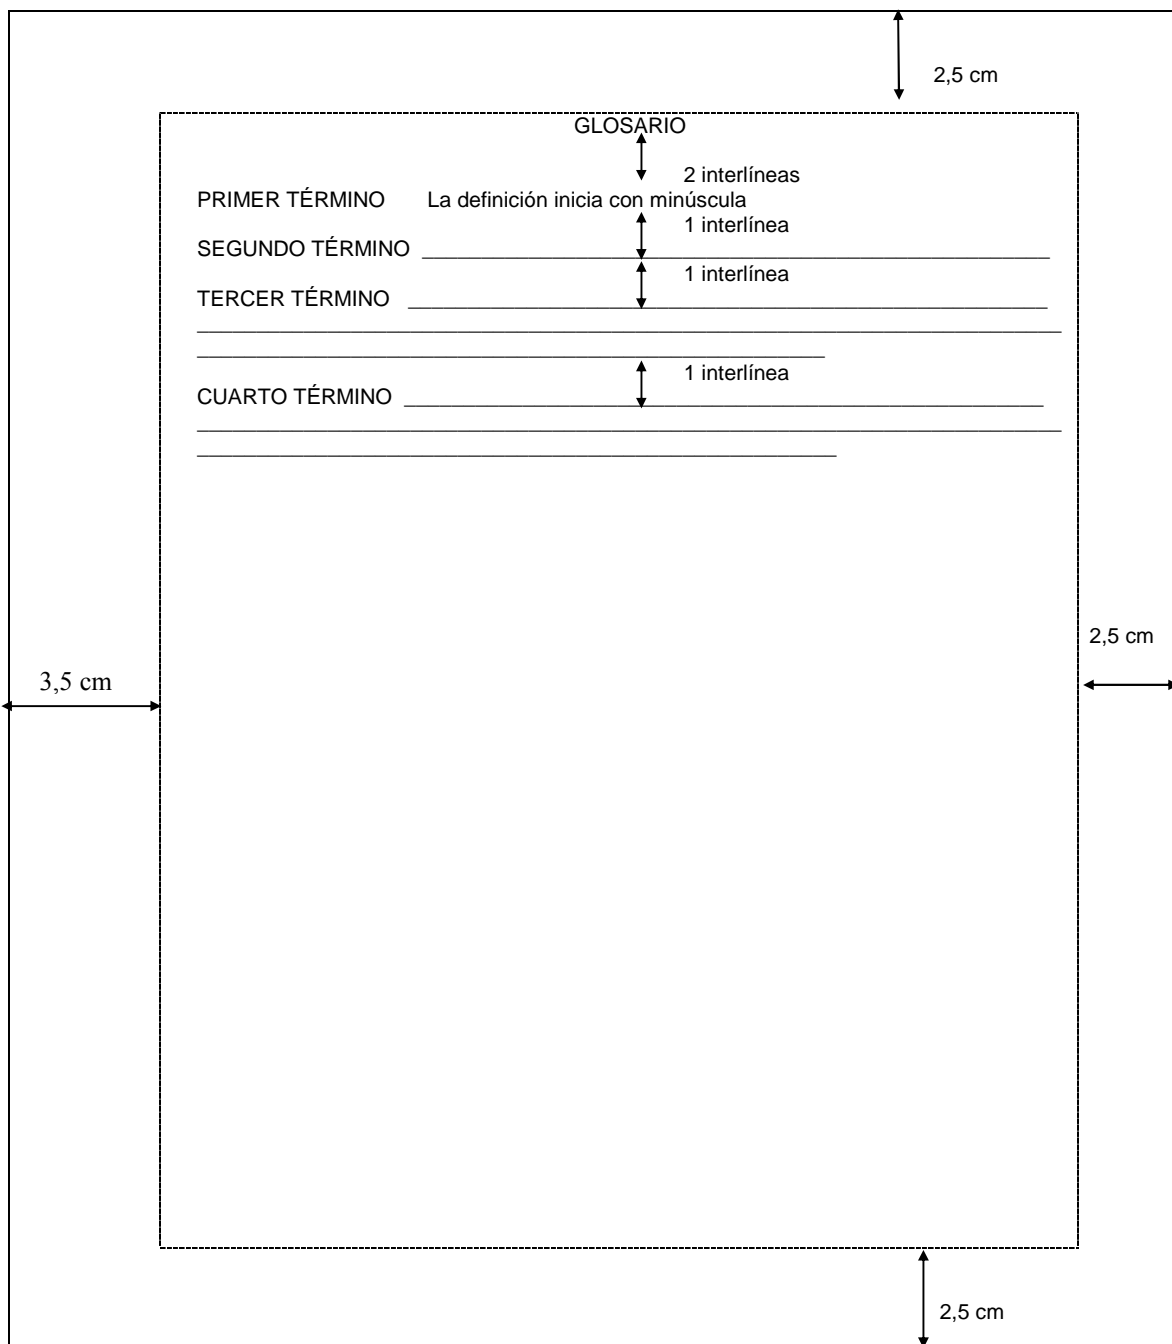 2,5 cm
GLOSARIO
2 interlíneas
PRIMER TÉRMINO La definición inicia con minúscula
1 interlínea
SEGUNDO TÉRMINO
1 interlínea
TERCER TÉRMINO
1 interlínea
CUARTO TÉRMINO
2,5 cm
3,5 cm
2,5 cm